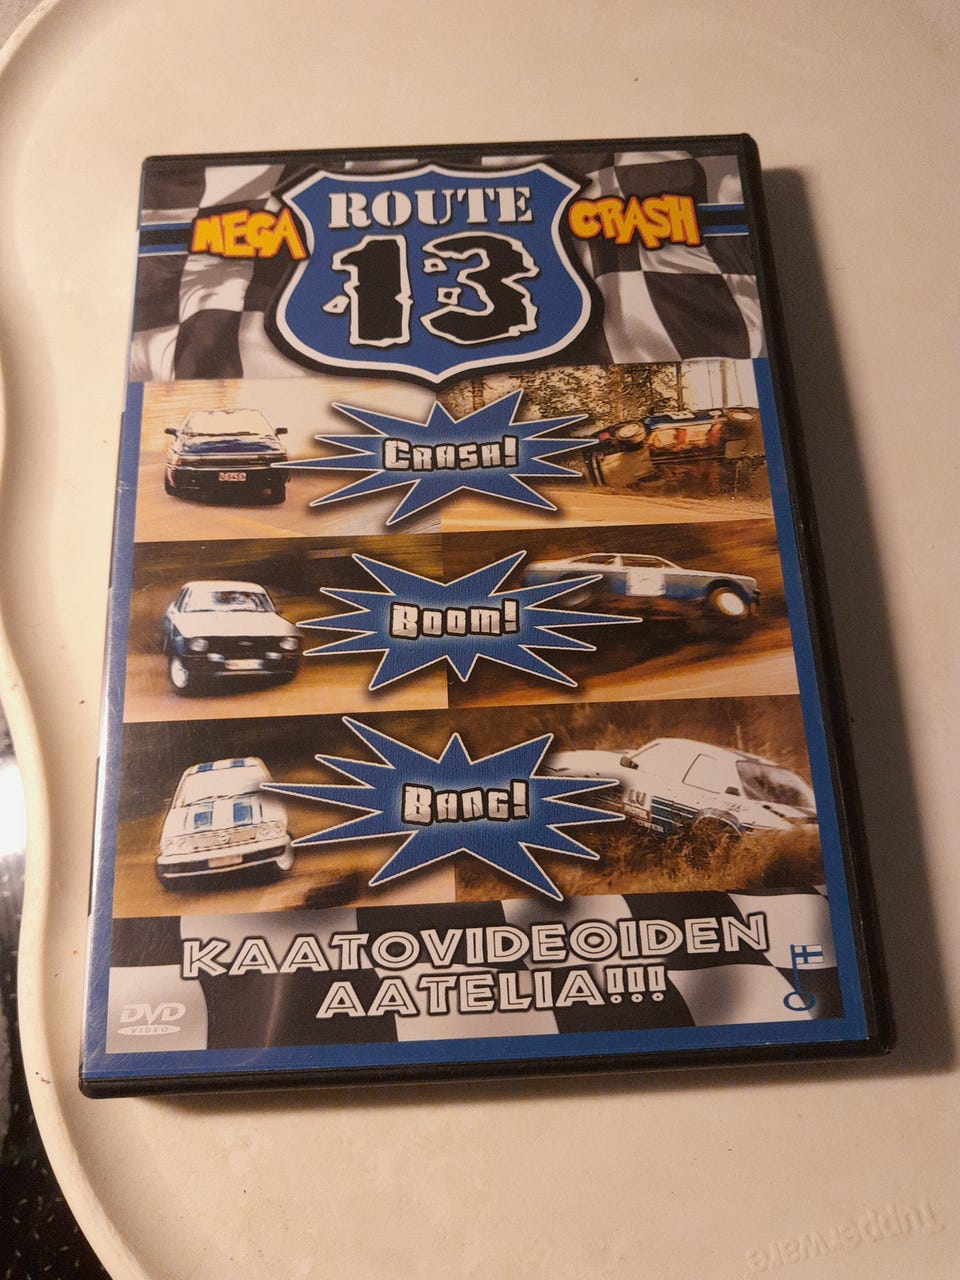 ROUTE
MEGA 13 CRASH
CRASH!
BOOM!
BANG!
KAATOVIDEOIDEN
AATELIA!!!
DVD
VIDEO
Tupperware